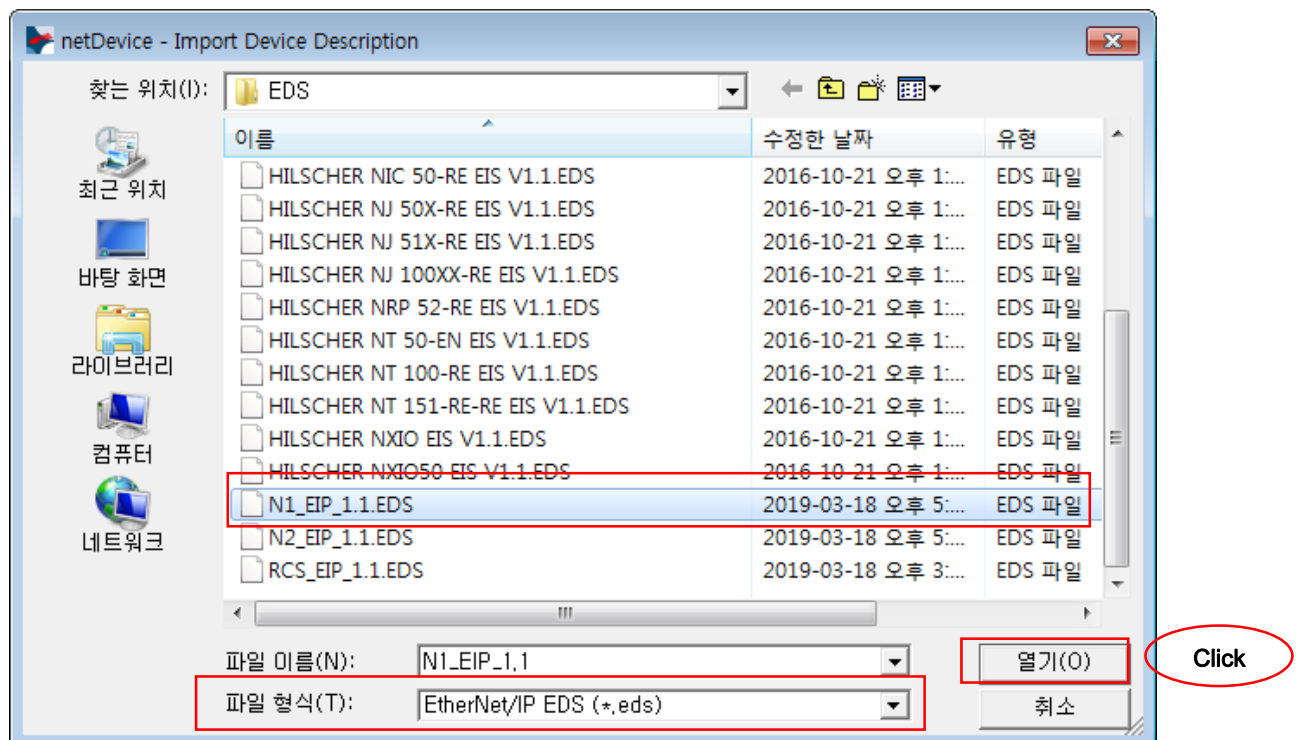 netDevice - Import Device Description
찾는 위치(I): EDS
최근 위치
바탕 화면
라이브러리
컴퓨터
네트워크
이름 수정한 날짜 유형
HILSCHER NIC 50-RE EIS V1.1.EDS 2016-10-21 오후 1:... EDS 파일
HILSCHER NJ 50X-RE EIS V1.1.EDS 2016-10-21 오후 1:... EDS 파일
HILSCHER NJ 51X-RE EIS V1.1.EDS 2016-10-21 오후 1:... EDS 파일
HILSCHER NJ 100XX-RE EIS V1.1.EDS 2016-10-21 오후 1:... EDS 파일
HILSCHER NRP 52-RE EIS V1.1.EDS 2016-10-21 오후 1:... EDS 파일
HILSCHER NT 50-EN EIS V1.1.EDS 2016-10-21 오후 1:... EDS 파일
HILSCHER NT 100-RE EIS V1.1.EDS 2016-10-21 오후 1:... EDS 파일
HILSCHER NT 151-RE-RE EIS V1.1.EDS 2016-10-21 오후 1:... EDS 파일
HILSCHER NXIO EIS V1.1.EDS 2016-10-21 오후 1:... EDS 파일
HILSCHER NXIO50 EIS V1.1.EDS 2016-10-21 오후 1:... EDS 파일
N1_EIP_1.1.EDS 2019-03-18 오후 5:... EDS 파일
N2_EIP_1.1.EDS 2019-03-18 오후 5:... EDS 파일
RCS_EIP_1.1.EDS 2019-03-18 오후 3:... EDS 파일
파일 이름(N): N1_EIP_1.1 열기(O) Click
파일 형식(T): EtherNet/IP EDS (*.eds) 취소